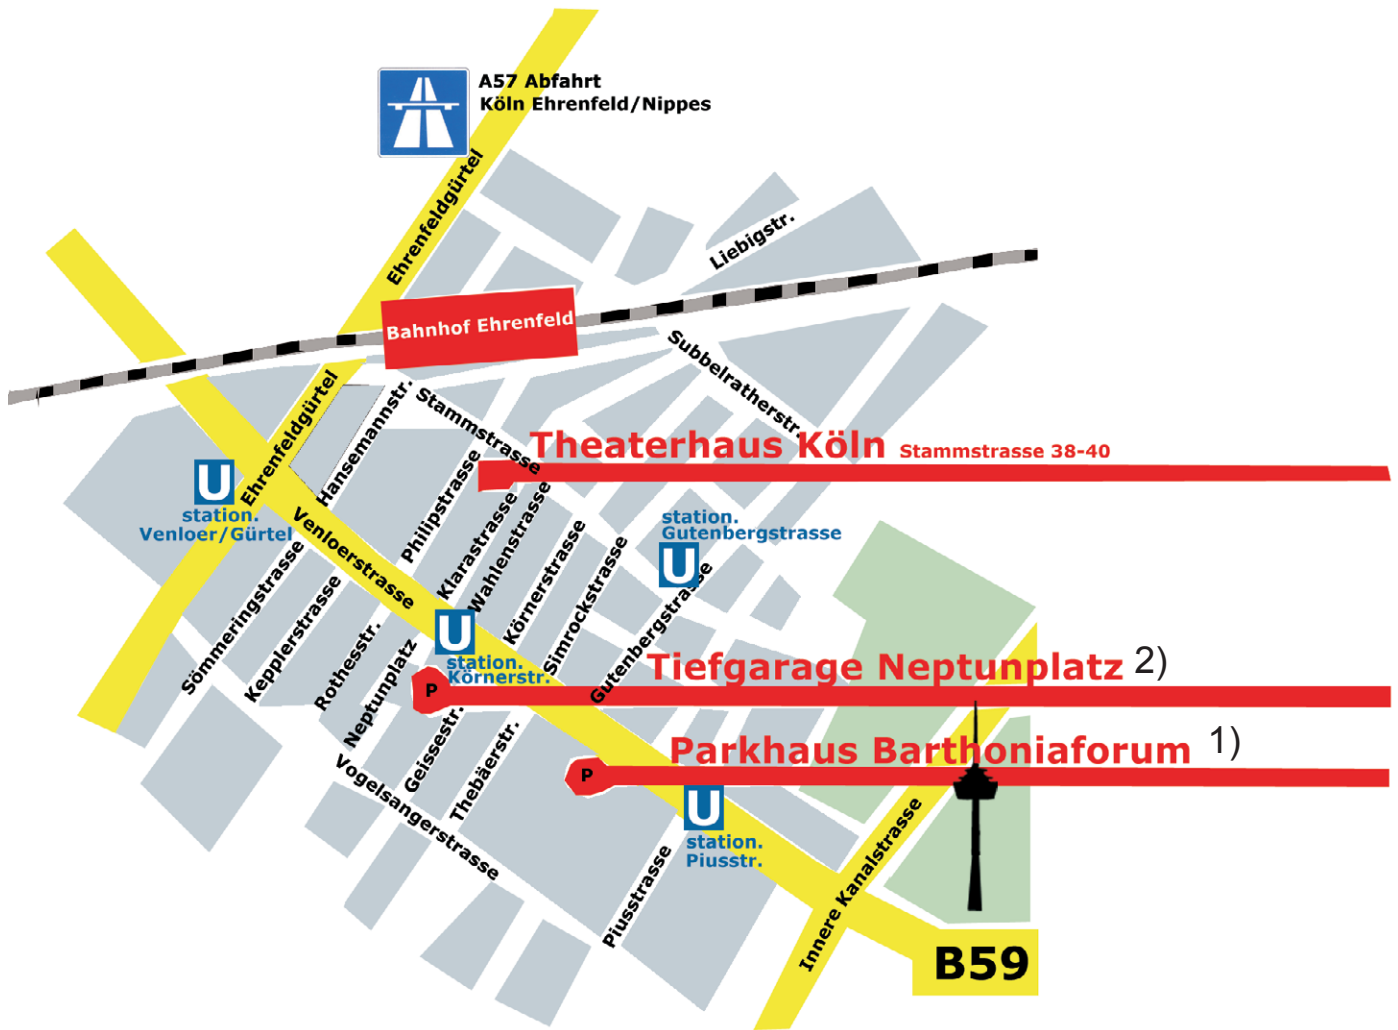 A57 Abfahrt
Köln Ehrenfeld/Nippes
Ehrenfeldgürtel
Liebigstr.
Bahnhof Ehrenfeld
Subbelratherstr.
Ehrenfeldgürtel
Hansemannstr.
Stammstrasse
Theaterhaus Köln Stammstrasse 38-40
U
station.
Venloer/Gürtel
Venloerstrasse
Philipstrasse
Klarastrasse
Wahlenstrasse
Körnerstrasse
Simrockstrasse
station.
Gutenbergstrasse
U
Gutenbergstrasse
Sömmeringstrasse
Kepplerstrasse
Rothesstr.
Neptunplatz
U
station.
Körnerstr.
Tiefgarage Neptunplatz 2)
P
Geissestr.
Thebäerstr.
Vogelsangerstrasse
Parkhaus Barthoniaforum 1)
P
U
station.
Piusstr.
Piusstrasse
Innere Kanalstrasse
B59